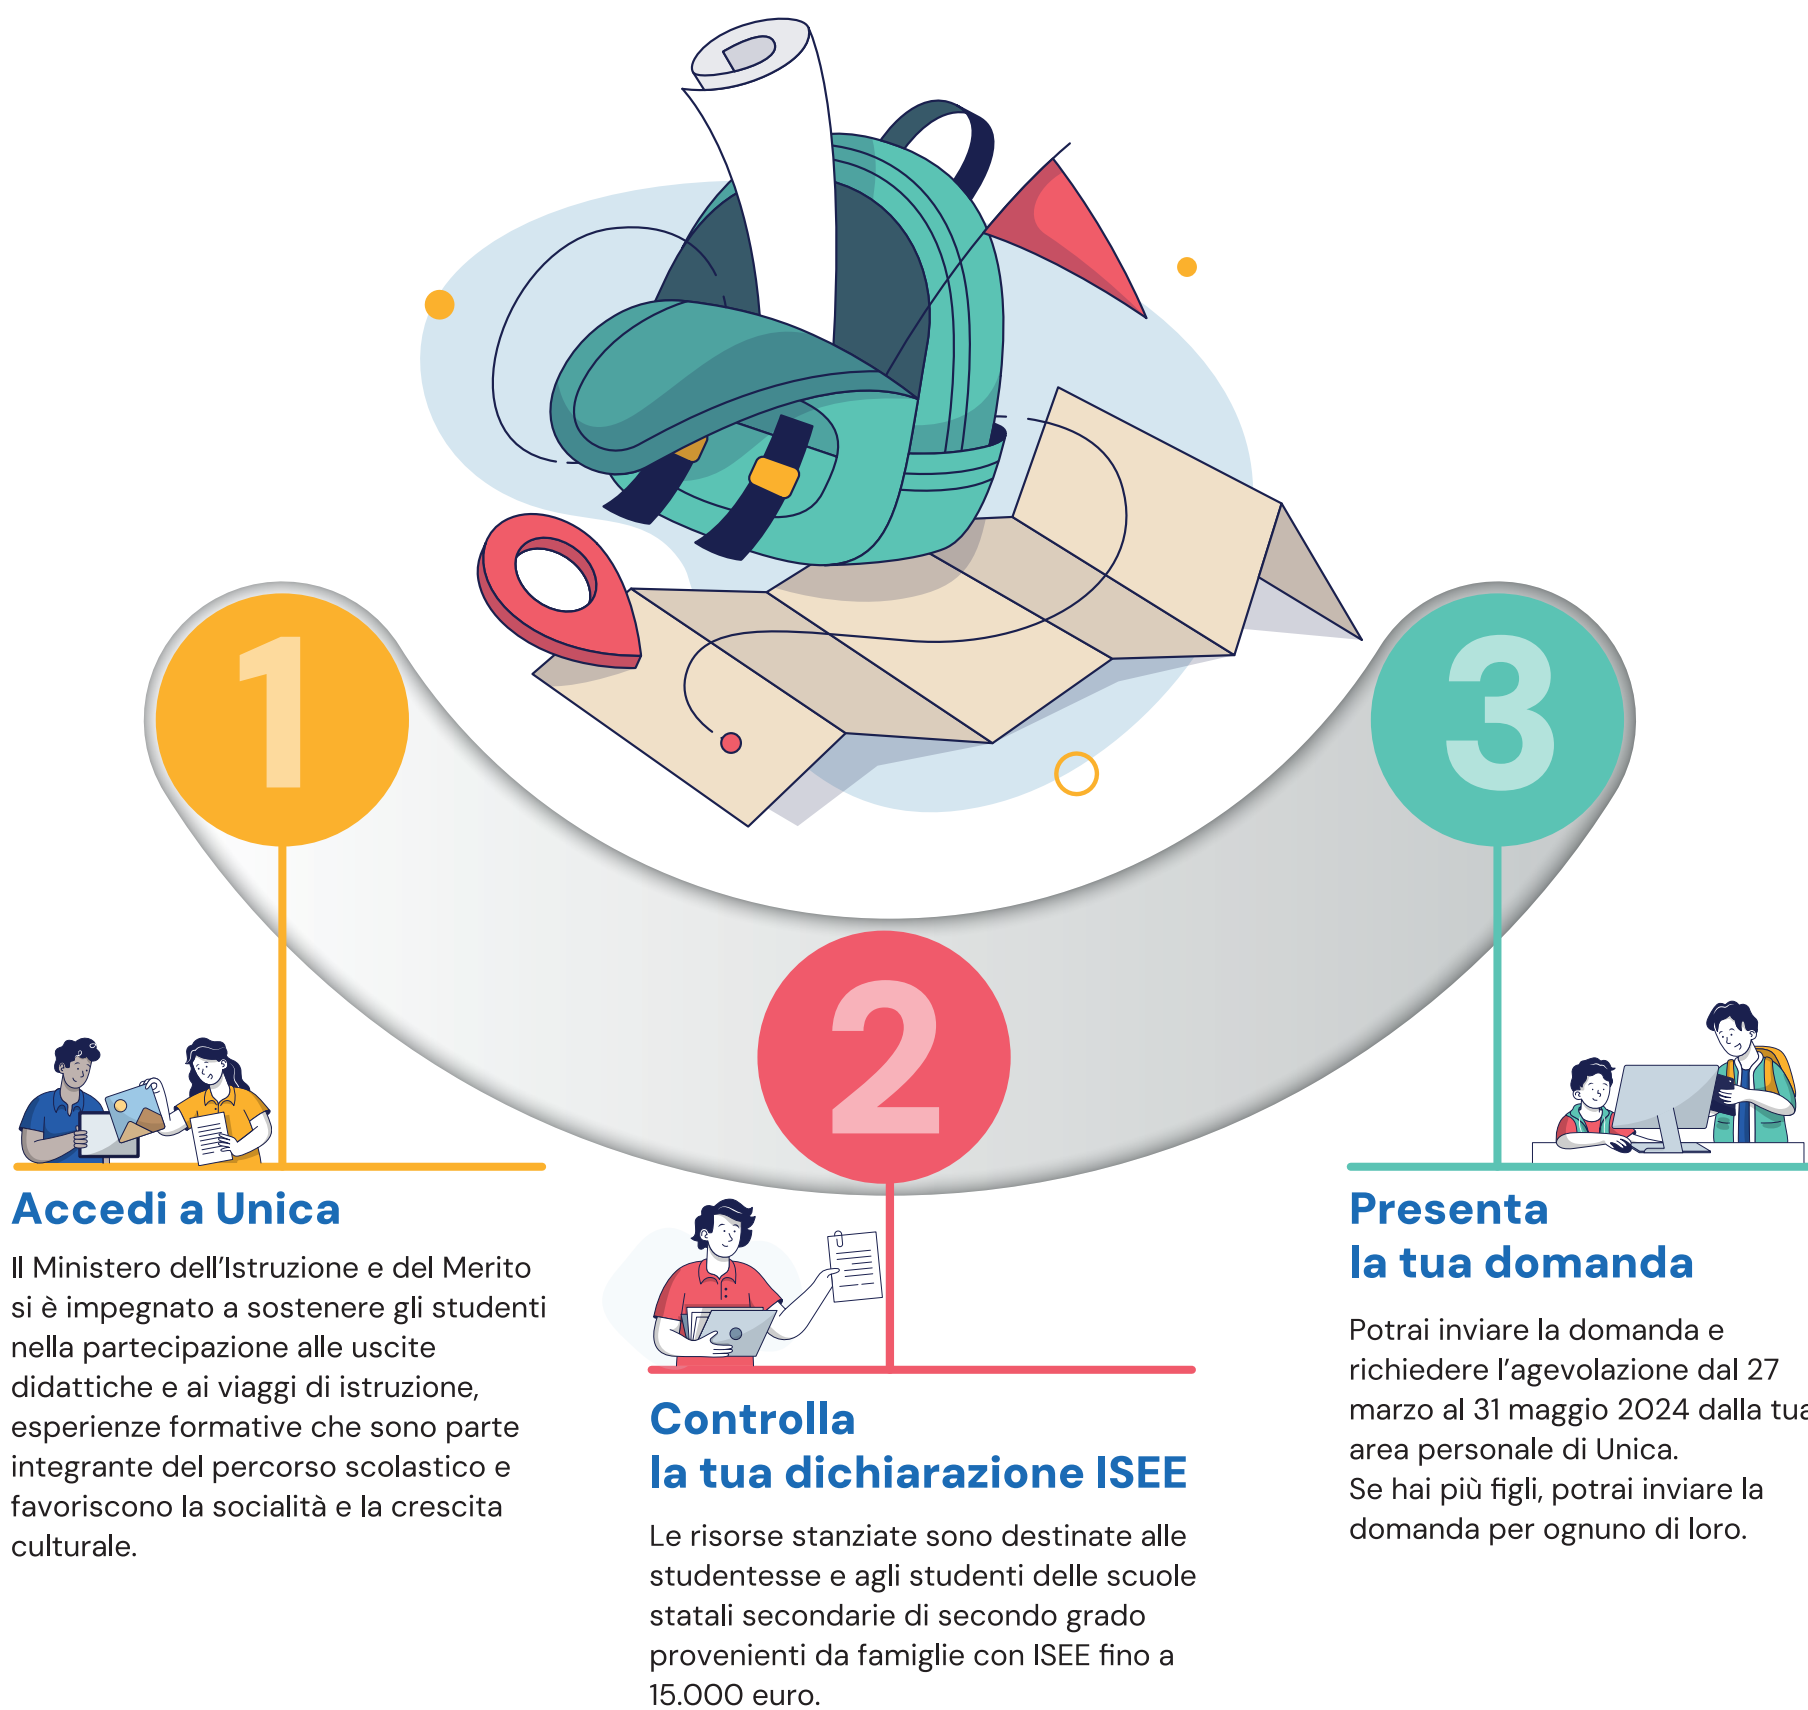 1
Accedi a Unica
Il Ministero dell'Istruzione e del Merito
si è impegnato a sostenere gli studenti
nella partecipazione alle uscite
didattiche e ai viaggi di istruzione,
esperienze formative che sono parte
integrante del percorso scolastico e
favoriscono la socialità e la crescita
culturale.
2
Controlla
la tua dichiarazione ISEE
Le risorse stanziate sono destinate alle
studentesse e agli studenti delle scuole
statali secondarie di secondo grado
provenienti da famiglie con ISEE fino a
15.000 euro.
3
Presenta
la tua domanda
Potrai inviare la domanda e
richiedere l'agevolazione dal 27
marzo al 31 maggio 2024 dalla tua
area personale di Unica.
Se hai più figli, potrai inviare la
domanda per ognuno di loro.